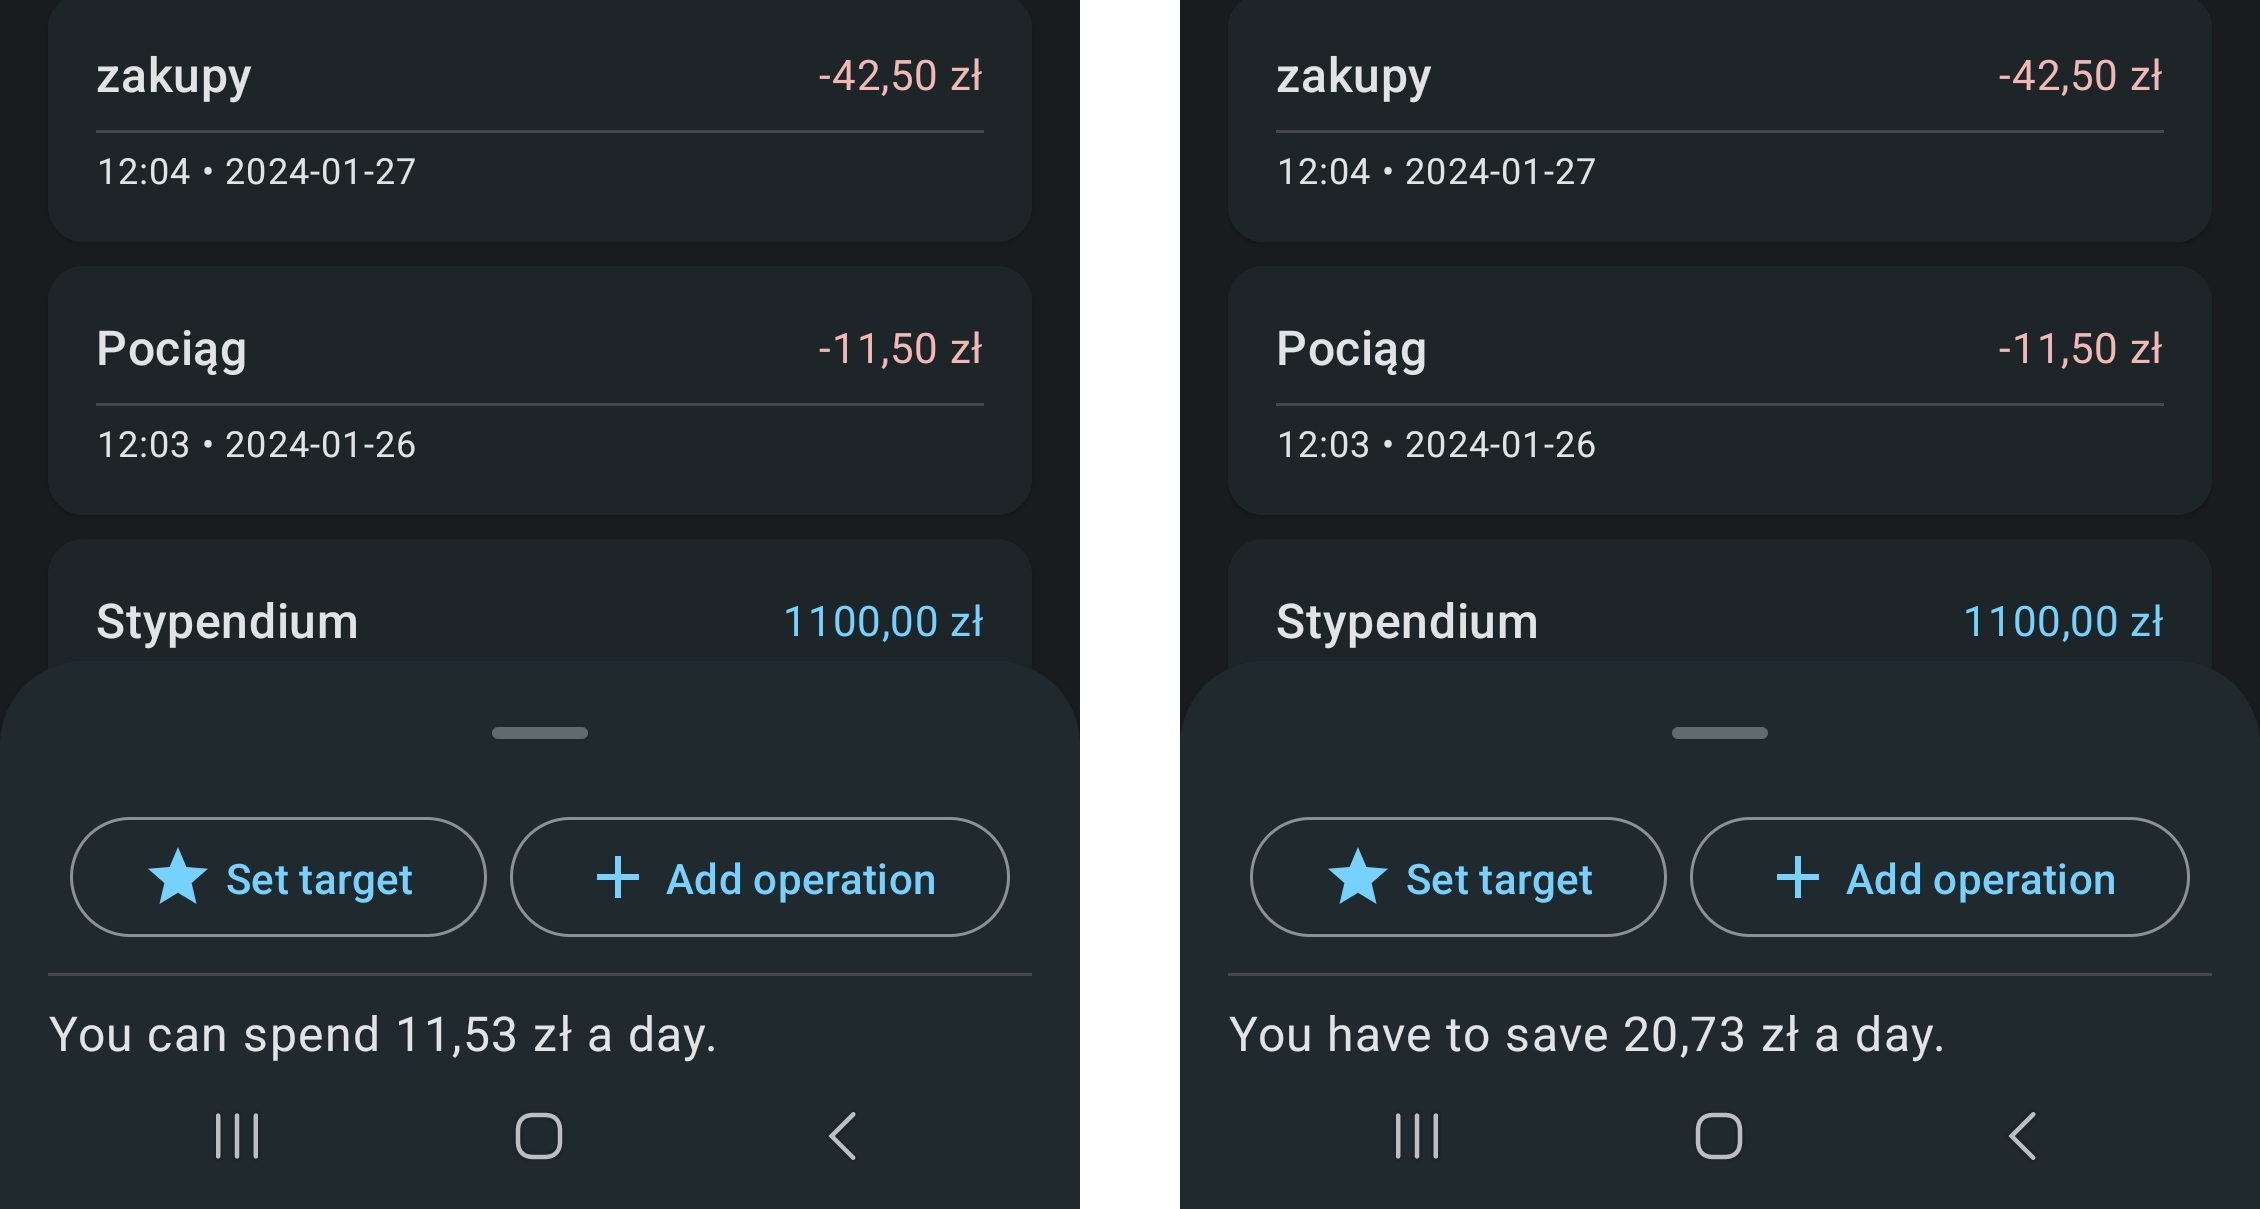 zakupy -42,50 zł
12:04 • 2024-01-27
Pociąg -11,50 zł
12:03 • 2024-01-26
Stypendium 1100,00 zł
Set target Add operation
You can spend 11,53 zł a day.
zakupy -42,50 zł
12:04 • 2024-01-27
Pociąg -11,50 zł
12:03 • 2024-01-26
Stypendium 1100,00 zł
Set target Add operation
You have to save 20,73 zł a day.